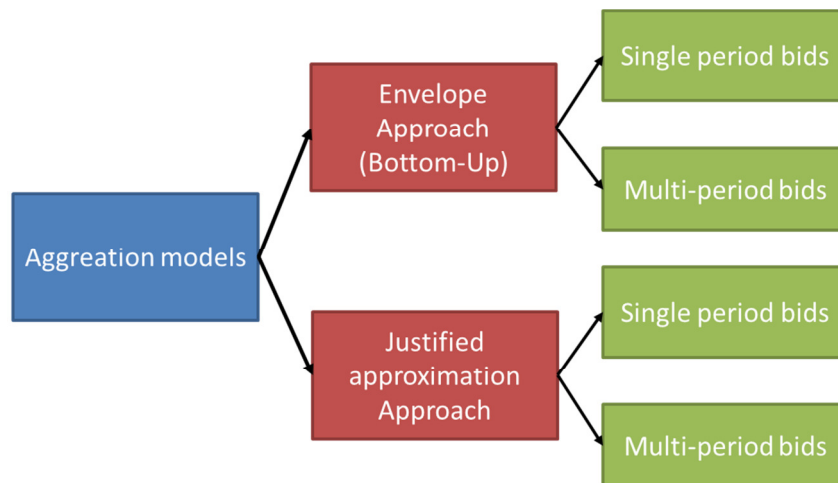 Aggreation models
Envelope
Approach
(Bottom-Up)
Single period bids
Multi-period bids
Justified
approximation
Approach
Single period bids
Multi-period bids